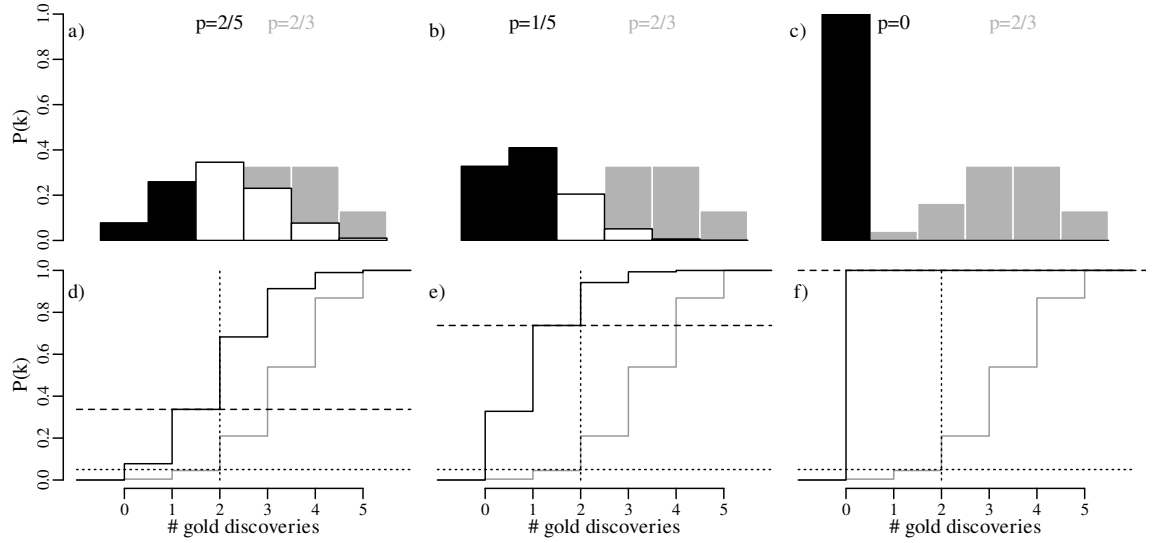 a) p=2/5 p=2/3
b) p=1/5 p=2/3
c) p=0 p=2/3
P(k)
1.0
0.8
0.6
0.4
0.2
0.0
d)
e)
f)
P(k)
1.0
0.8
0.6
0.4
0.2
0.0
0 1 2 3 4 5
# gold discoveries
0 1 2 3 4 5
# gold discoveries
0 1 2 3 4 5
# gold discoveries